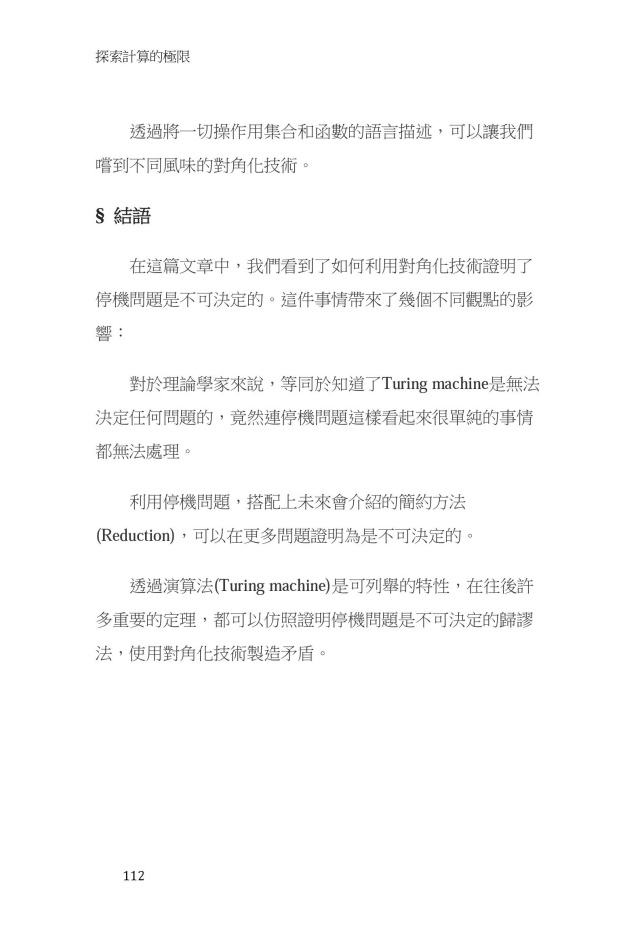 探索計算的極限
透過將一切操作用集合和函數的語言描述，可以讓我們
嚐到不同風味的對角化技術。
§ 結語
在這篇文章中，我們看到了如何利用對角化技術證明了
停機問題是不可決定的。這件事情帶來了幾個不同觀點的影
響：
對於理論學家來說，等同於知道了Turing machine是無法
決定任何問題的，竟然連停機問題這樣看起來很單純的事情
都無法處理。
利用停機問題，搭配上未來會介紹的簡約方法
(Reduction)，可以在更多問題證明為是不可決定的。
透過演算法(Turing machine)是可列舉的特性，在往後許
多重要的定理，都可以仿照證明停機問題是不可決定的歸謬
法，使用對角化技術製造矛盾。
112